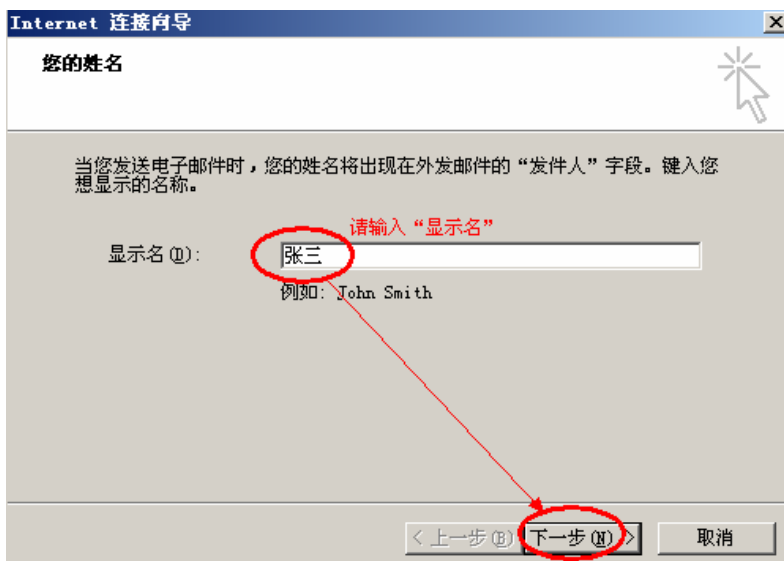 Internet 连接向导
您的姓名
当您发送电子邮件时，您的姓名将出现在外发邮件的“发件人”字段。键入您
想显示的名称。
请输入“显示名”
显示名(D): 张三
例如: John Smith
< 上一步(B) 下一步(N) > 取消